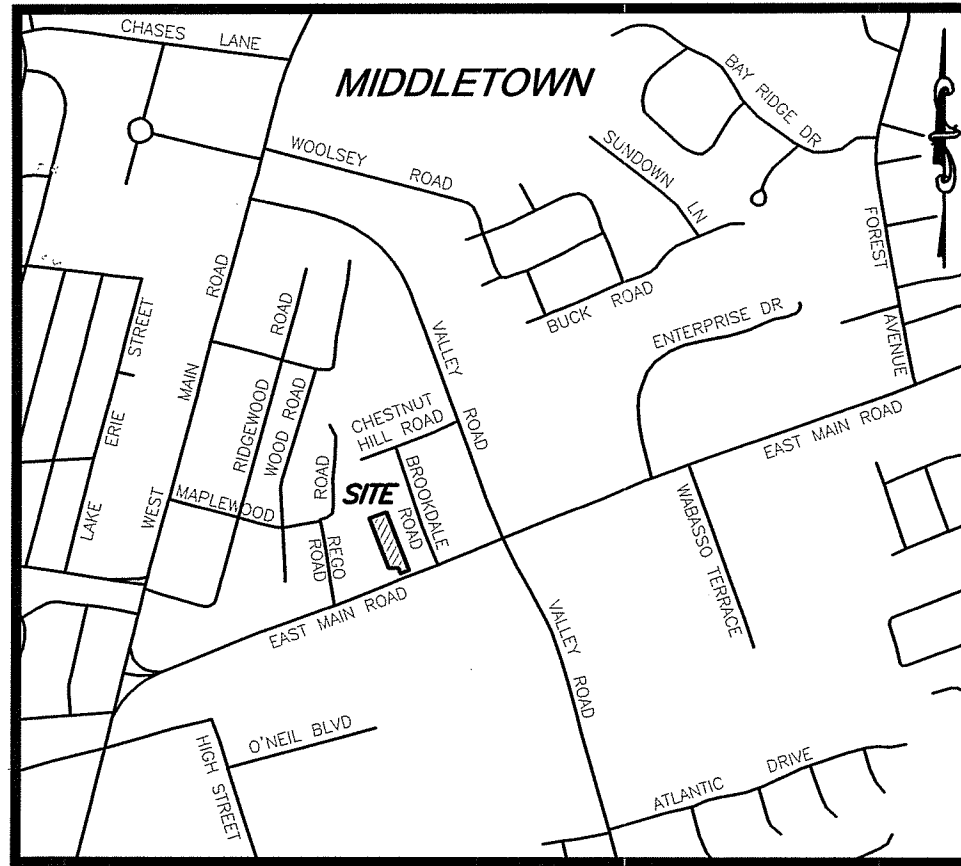 CHASES LANE
MIDDLETOWN
BAY RIDGE DR
WOOLSEY ROAD
SUNDOWN LN
FOREST AVENUE
BUCK ROAD
ENTERPRISE DR
LAKE ERIE STREET
WEST MAIN ROAD
RIDGEWOOD ROAD
WOOD ROAD
VALLEY ROAD
CHESTNUT
HILL ROAD
BROOKDALE
ROAD
EAST MAIN ROAD
MAPLEWOOD ROAD
SITE
REGO
ROAD
WABASSO TERRACE
EAST MAIN ROAD
VALLEY ROAD
O'NEIL BLVD
HIGH STREET
ATLANTIC DRIVE